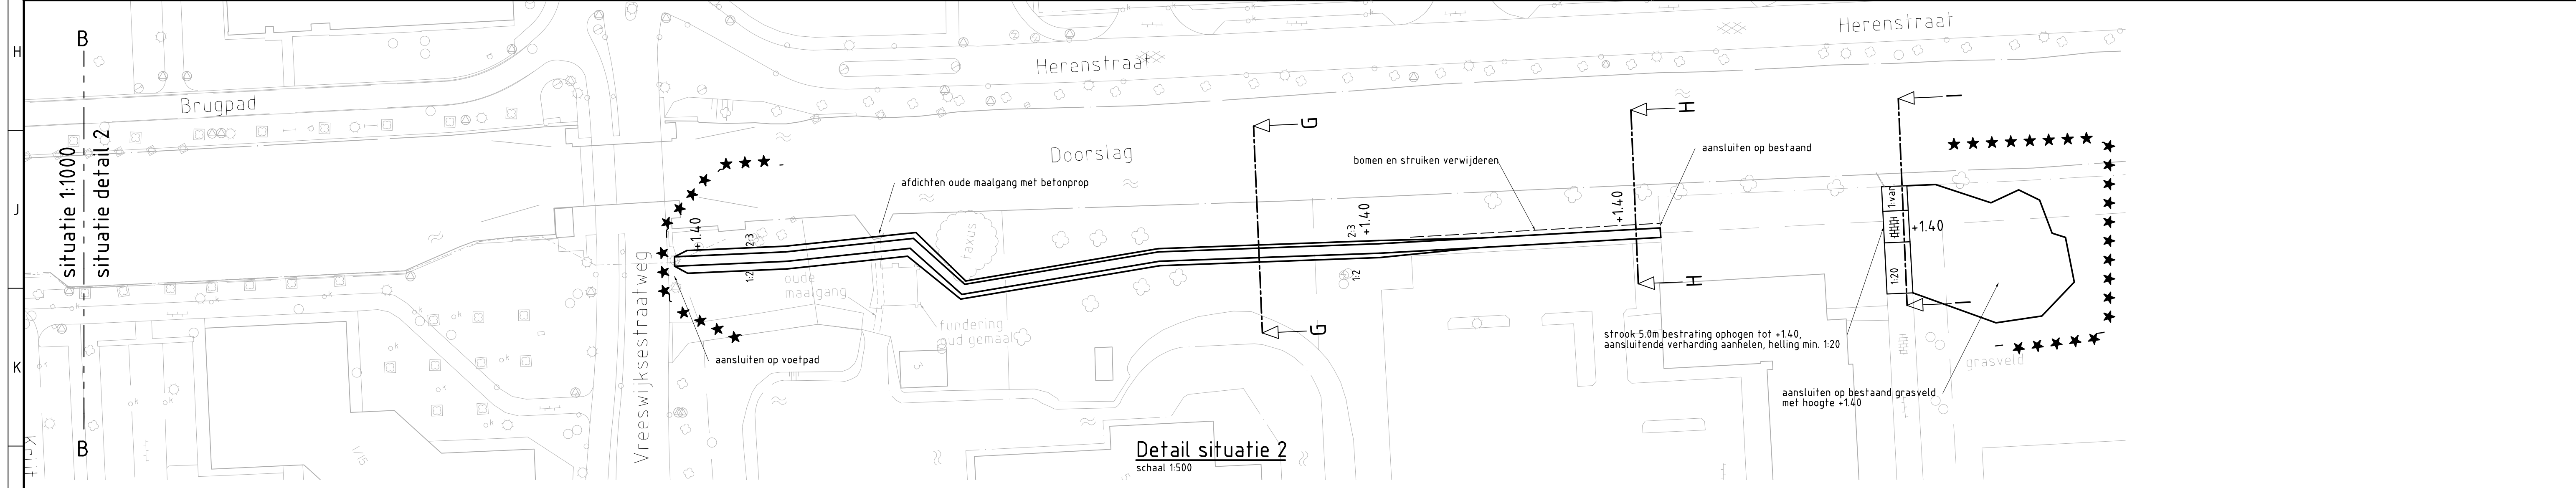 H
J
K
B
situatie 1:1000
situatie detail 2
B
Brugpad
Herenstraat
Herenstraat
Doorslag
Vreeswijksestraatweg
+1.40
2:3
1:2
afdichten oude maalgang met betonprop
oude
maalgang
taxus
fundering
oud gemaal
aansluiten op voetpad
G
G
bomen en struiken verwijderen
2:3
+1.40
1:2
H
H
+1.40
aansluiten op bestaand
I
I
1:var.
1:20
+1.40
strook 5.0m bestrating ophogen tot +1.40,
aansluitende verharding aanhelen, helling min. 1:20
aansluiten op bestaand grasveld
met hoogte +1.40
grasveld
Detail situatie 2
schaal 1:500